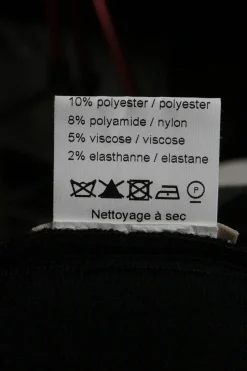 10% polyester / polyester
8% polyamide / nylon
5% viscose / viscose
2% elasthanne / elastane
P
Nettoyage à sec